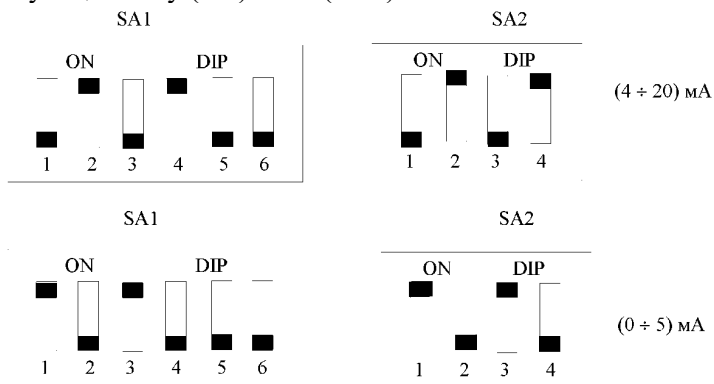 SA1 SA2
ON DIP ON DIP
(4 ÷ 20) мА
1 2 3 4 5 6 1 2 3 4
SA1 SA2
ON DIP ON DIP
(0 ÷ 5) мА
1 2 3 4 5 6 1 2 3 4